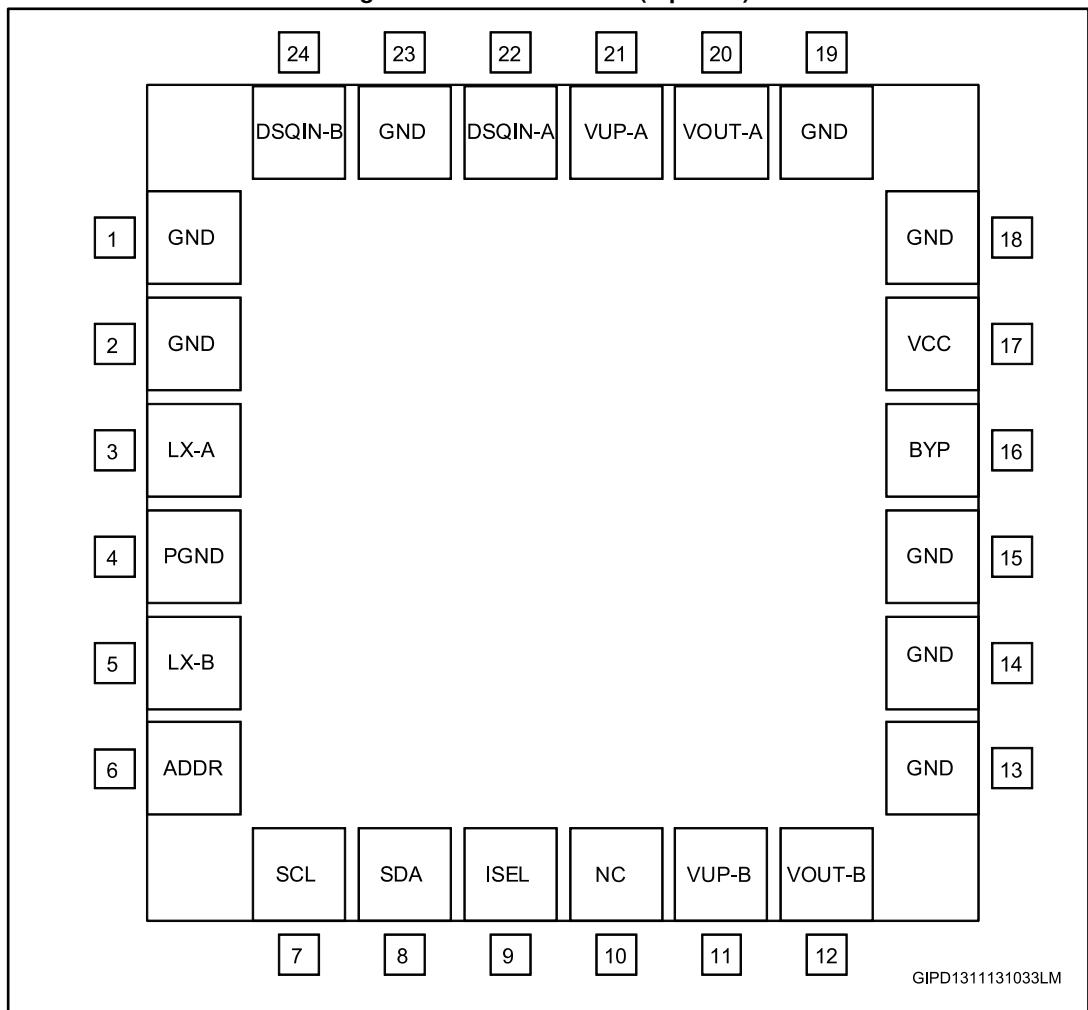 24 23 22 21 20 19
DSQIN-B GND DSQIN-A VUP-A VOUT-A GND
1 GND GND 18
2 GND VCC 17
3 LX-A BYP 16
4 PGND GND 15
5 LX-B GND 14
6 ADDR GND 13
SCL SDA ISEL NC VUP-B VOUT-B
7 8 9 10 11 12
GIPD1311131033LM